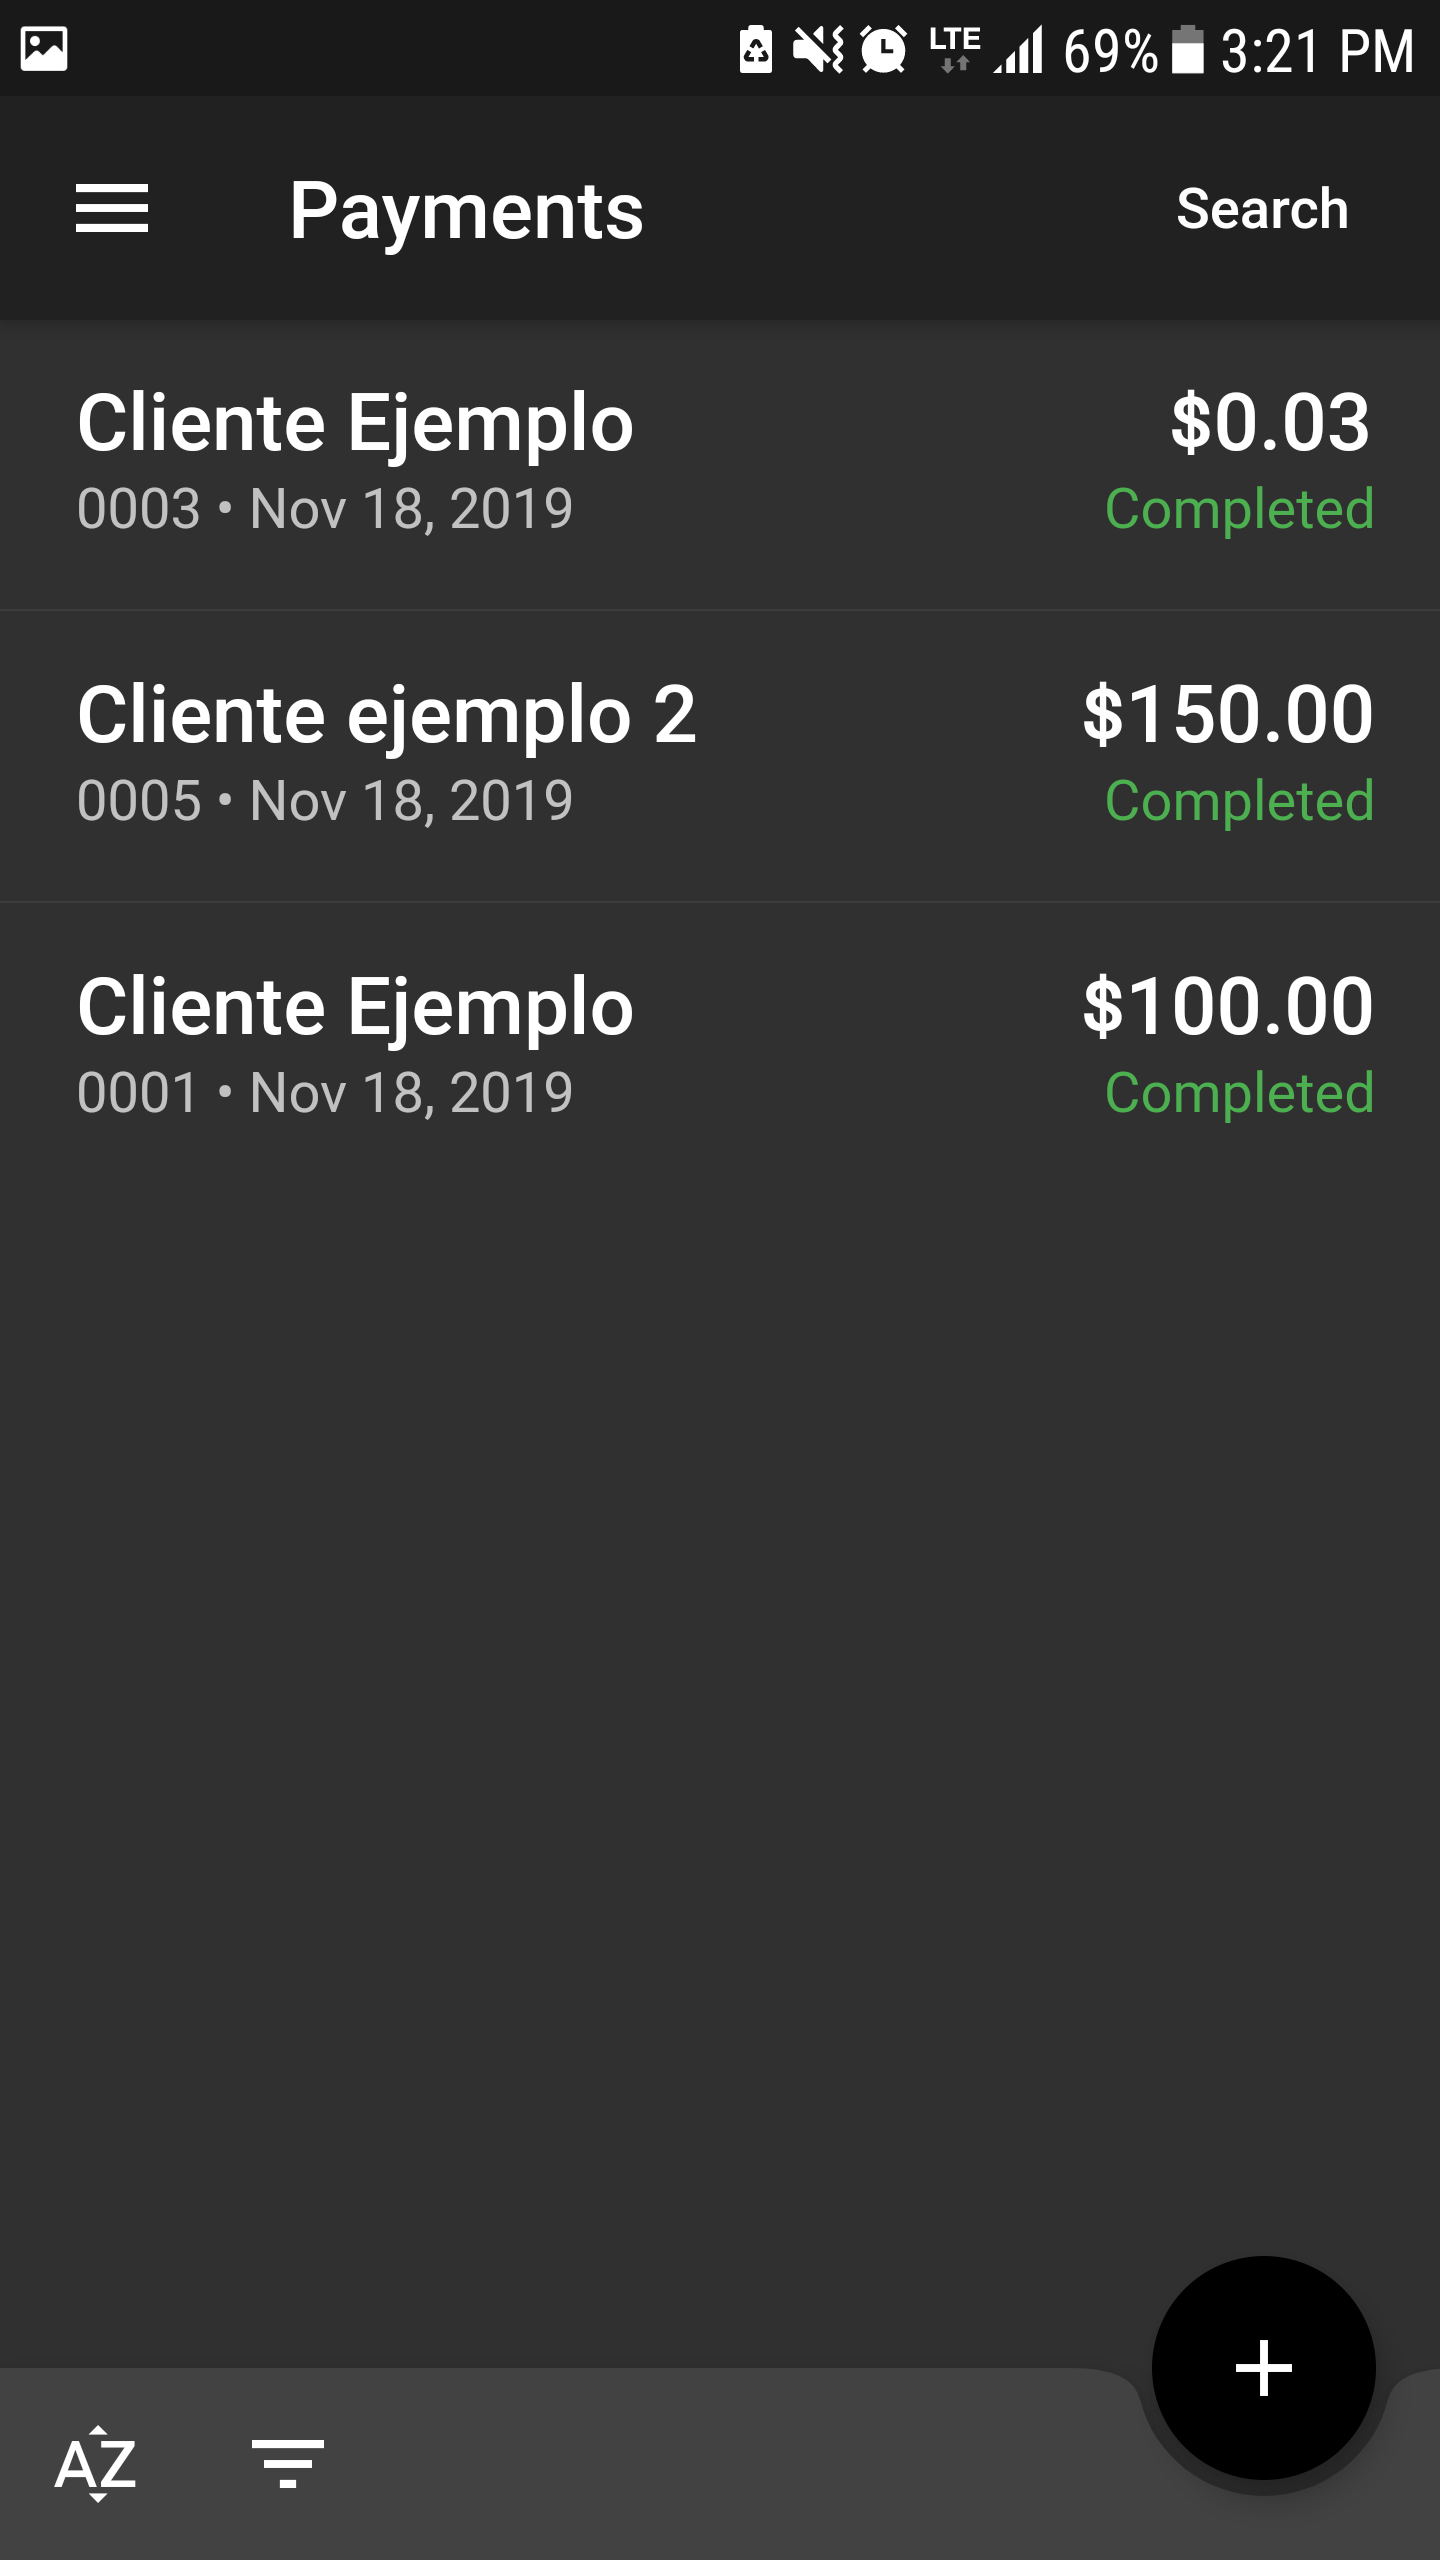 LTE 69% 3:21 PM
Payments Search
Cliente Ejemplo $0.03
0003 • Nov 18, 2019 Completed
Cliente ejemplo 2 $150.00
0005 • Nov 18, 2019 Completed
Cliente Ejemplo $100.00
0001 • Nov 18, 2019 Completed
AZ